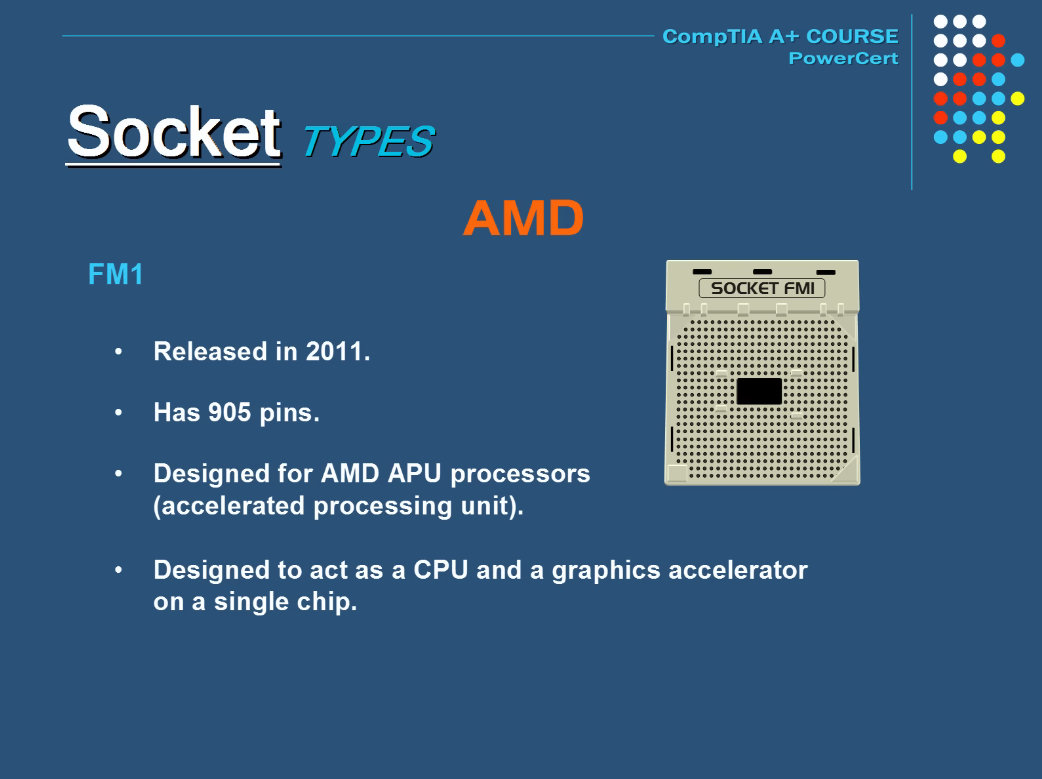 CompTIA A+ COURSE
PowerCert
Socket TYPES
AMD
FM1
SOCKET FM1
• Released in 2011.
• Has 905 pins.
• Designed for AMD APU processors
(accelerated processing unit).
• Designed to act as a CPU and a graphics accelerator
on a single chip.